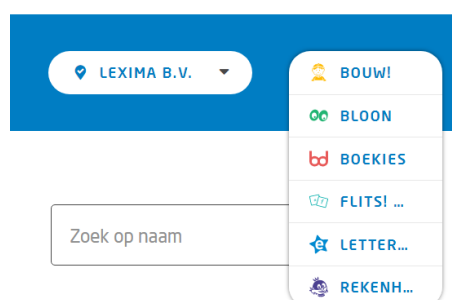 LEXIMA B.V.
BOUW!
BLOON
BOEKIES
FLITS! ...
LETTER...
REKENH...
Zoek op naam